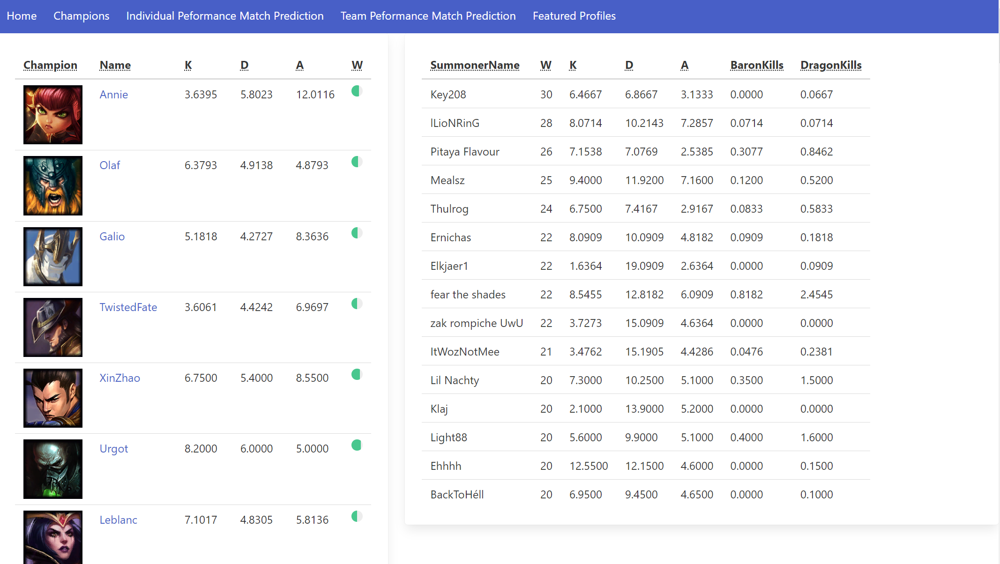 Home Champions Individual Peformance Match Prediction Team Peformance Match Prediction Featured Profiles
Champion Name K D A W
Annie 3.6395 5.8023 12.0116
Olaf 6.3793 4.9138 4.8793
Galio 5.1818 4.2727 8.3636
TwistedFate 3.6061 4.4242 6.9697
XinZhao 6.7500 5.4000 8.5500
Urgot 8.2000 6.0000 5.0000
Leblanc 7.1017 4.8305 5.8136
SummonerName W K D A BaronKills DragonKills
Key208 30 6.4667 6.8667 3.1333 0.0000 0.0667
lLioNRinG 28 8.0714 10.2143 7.2857 0.0714 0.0714
Pitaya Flavour 26 7.1538 7.0769 2.5385 0.3077 0.8462
Mealsz 25 9.4000 11.9200 7.1600 0.1200 0.5200
Thulrog 24 6.7500 7.4167 2.9167 0.0833 0.5833
Ernichas 22 8.0909 10.0909 4.8182 0.0909 0.1818
Elkjaer1 22 1.6364 19.0909 2.6364 0.0000 0.0909
fear the shades 22 8.5455 12.8182 6.0909 0.8182 2.4545
zak rompiche UwU 22 3.7273 15.0909 4.6364 0.0000 0.0000
ItWozNotMee 21 3.4762 15.1905 4.4286 0.0476 0.2381
Lil Nachty 20 7.3000 10.2500 5.1000 0.3500 1.5000
Klaj 20 2.1000 13.9000 5.2000 0.0000 0.0000
Light88 20 5.6000 9.9000 5.1000 0.4000 1.6000
Ehhhh 20 12.5500 12.1500 4.6000 0.0000 0.1500
BackToHéll 20 6.9500 9.4500 4.6500 0.0000 0.1000